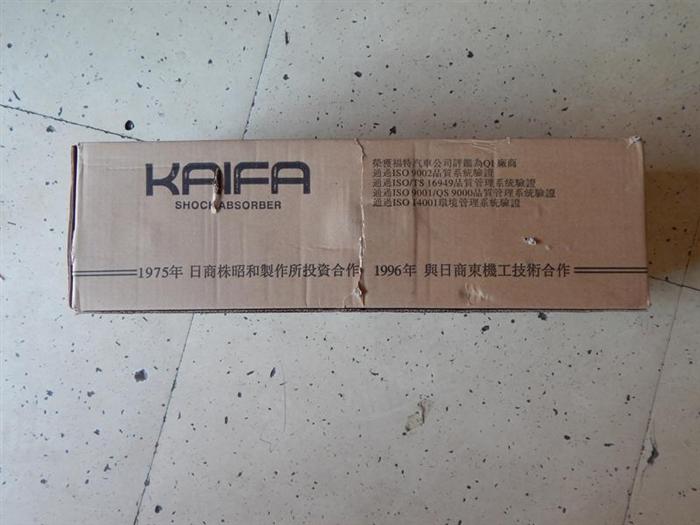 KAIFA
SHOCK ABSORBER
榮獲福特汽車公司評鑑為Q1廠商
通過ISO 9002品質系統驗證
通過ISO/TS 16949品質管理系統驗證
通過ISO 9001/QS 9000品質管理系統驗證
通過ISO 14001環境管理系統驗證
1975年 日商株昭和製作所投資合作 1996年 與日商東機工技術合作